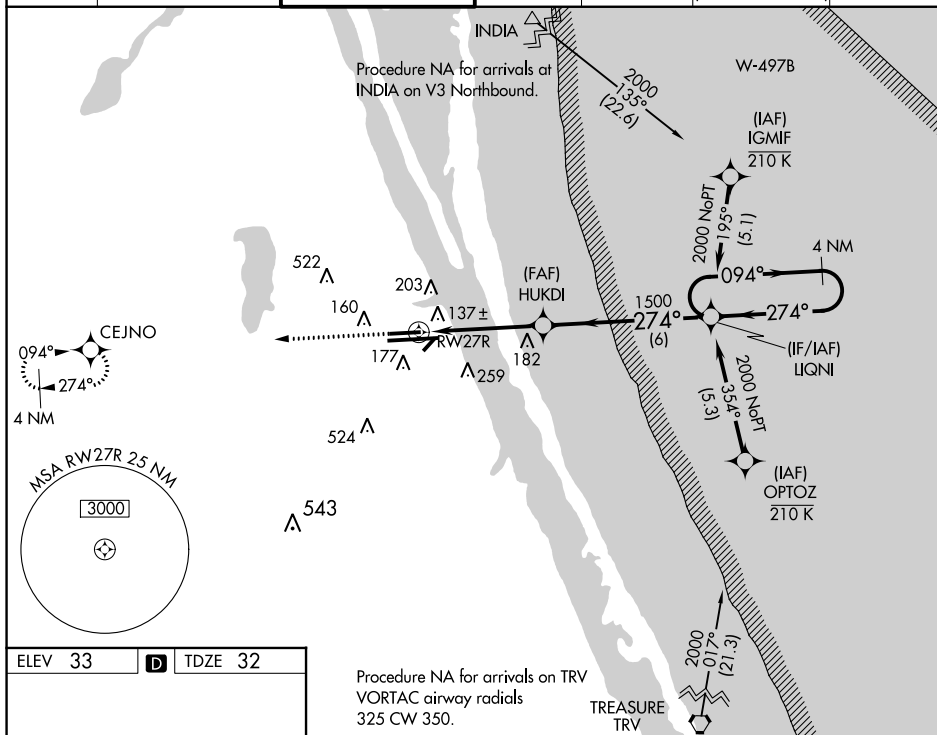 INDIA
Procedure NA for arrivals at
INDIA on V3 Northbound.
2000
135°
(22.6)
W-497B
(IAF)
IGMIF
210 K
2000 NoPT
195°
(5.1)
4 NM
094°
522
203
(FAF)
HUKDI
160
137±
1500
274°
(6)
274°
CEJNO
RW27R
094°
182
(IF/IAF)
LIQNI
177
259
274°
4 NM
2000 NoPT
354°
(5.3)
524
MSA RW27R 25 NM
(IAF)
OPTOZ
210 K
3000
543
2000
017°
(21.3)
ELEV 33
D
TDZE 32
Procedure NA for arrivals on TRV
VORTAC airway radials
325 CW 350.
TREASURE
TRV